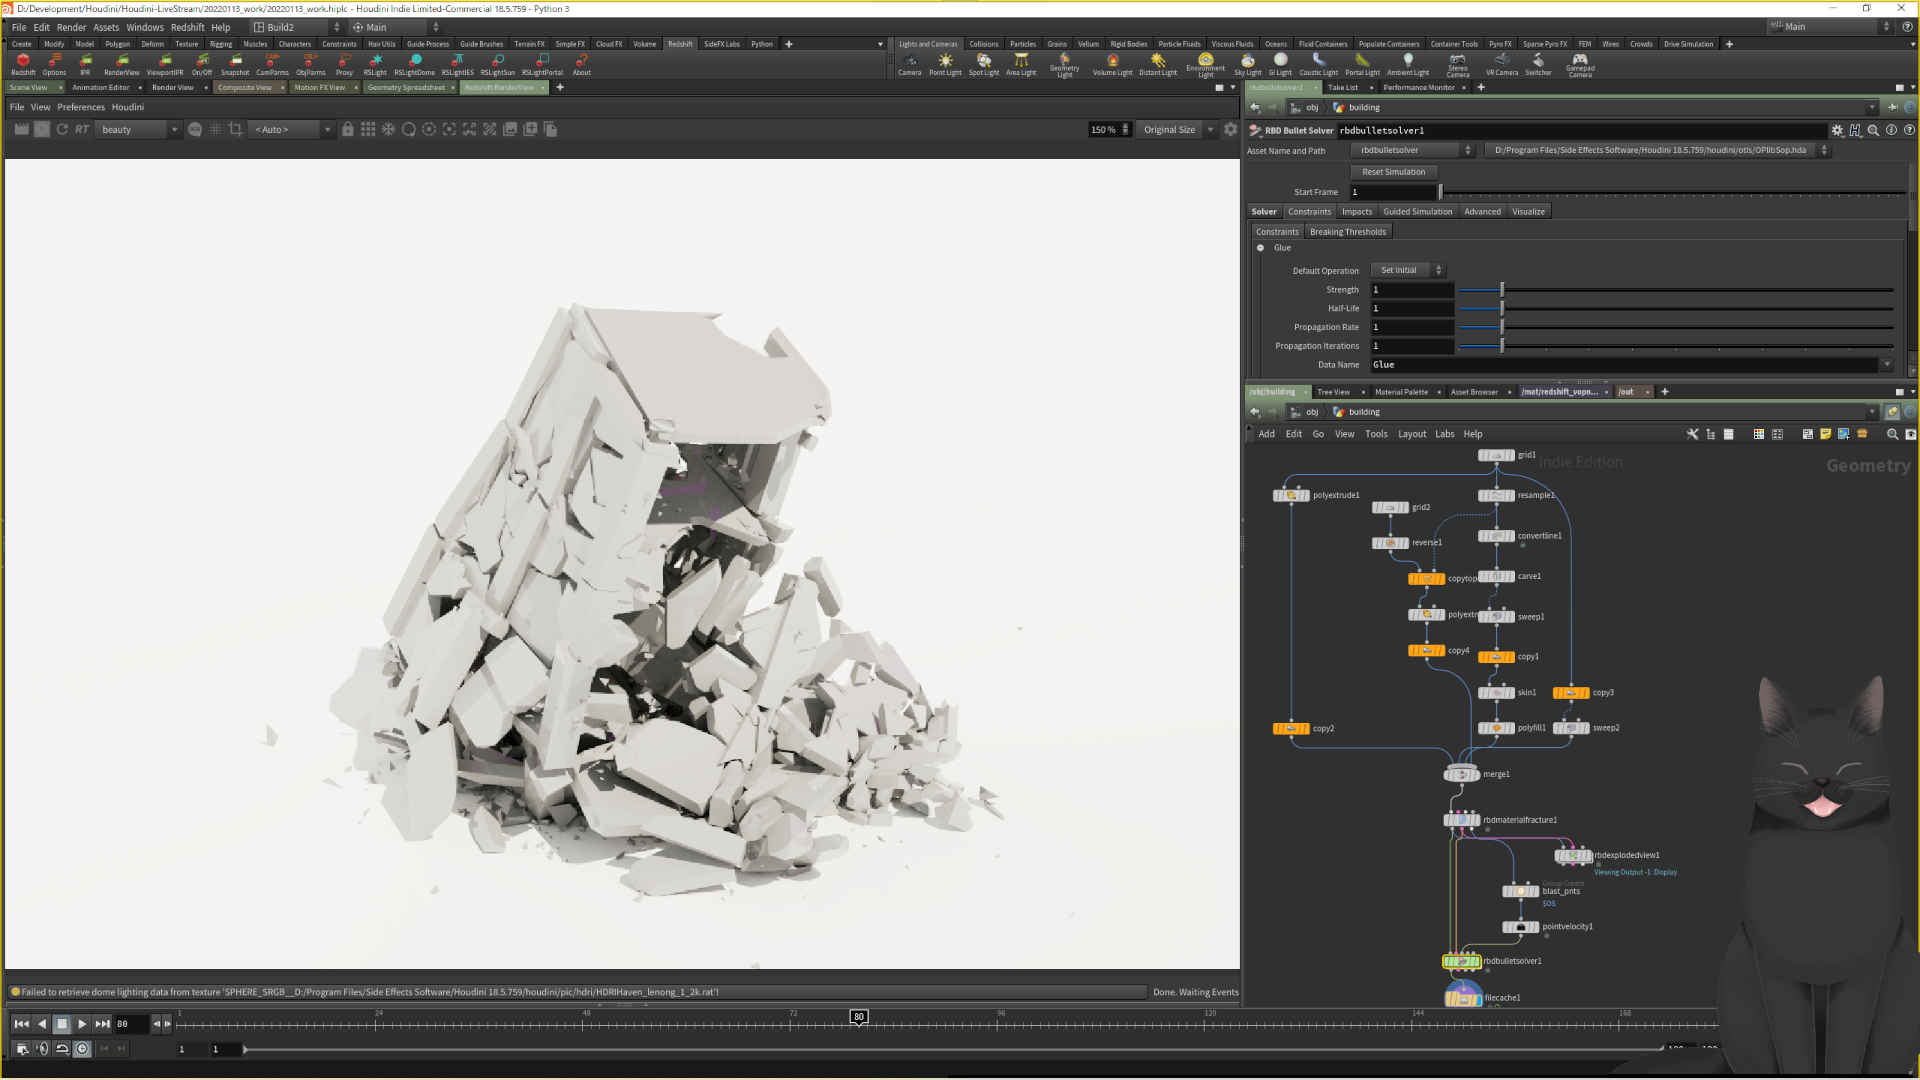 D:/Development/Houdini/Houdini-LiveStream/20220113_work/20220113_work.hiplc - Houdini Indie Limited-Commercial 18.5.759 - Python 3
File Edit Render Assets Windows Redshift Help Build2 Main Main
Create Modify Model Polygon Deform Texture Rigging Muscles Characters Constraints Hair Utils Guide Process Guide Brushes Terrain FX Simple FX Cloud FX Volume Redshift SideFX Labs Python
Lights and Cameras Collisions Particles Grains Vellum Rigid Bodies Particle Fluids Viscous Fluids Oceans Fluid Containers Populate Containers Container Tools Pyro FX Sparse Pyro FX FEM Wires Crowds Drive Simulation
Redshift Options IPR RenderView ViewportIPR On/Off Snapshot CamParms ObjParms Proxy RSLight RSLightDome RSLightIES RSLightSun RSLightPortal About
Camera Point Light Spot Light Area Light Geometry Light Volume Light Distant Light Environment Light Sky Light GI Light Caustic Light Portal Light Ambient Light Stereo Camera VR Camera Switcher Gamepad Camera
Scene View Animation Editor Render View Composite View Motion FX View Geometry Spreadsheet Redshift RenderView
rbdbulletsolver1 Take List Performance Monitor
File View Preferences Houdini
obj building
RT beauty < Auto > 150 % Original Size
RBD Bullet Solver rbdbulletsolver1
Asset Name and Path rbdbulletsolver D:/Program Files/Side Effects Software/Houdini 18.5.759/houdini/otls/OPlibSop.hda
Reset Simulation
Start Frame 1
Solver Constraints Impacts Guided Simulation Advanced Visualize
Constraints Breaking Thresholds
Glue
Default Operation Set Initial
Strength 1
Half-Life 1
Propagation Rate 1
Propagation Iterations 1
Data Name Glue
/obj/building Tree View Material Palette Asset Browser /mat/redshift_vopn... /out
obj building
Add Edit Go View Tools Layout Labs Help
Indie Edition
Geometry
grid1
polyextrude1
resample1
grid2
convertline1
reverse1
carve1
copytop
polyextr
sweep1
copy4
copy1
skin1
copy3
copy2
polyfill1
sweep2
merge1
rbdmaterialfracture1
rbdexplodedview1
Viewing Output -1: Display
Group Create
blast_pnts
$OS
pointvelocity1
rbdbulletsolver1
filecache1
Failed to retrieve dome lighting data from texture 'SPHERE_SRGB__D:/Program Files/Side Effects Software/Houdini 18.5.759/houdini/pic/hdri/HDRIHaven_lenong_1_2k.rat'!
Done. Waiting Events
80 1 24 48 72 80 96 120 144 168
1 1